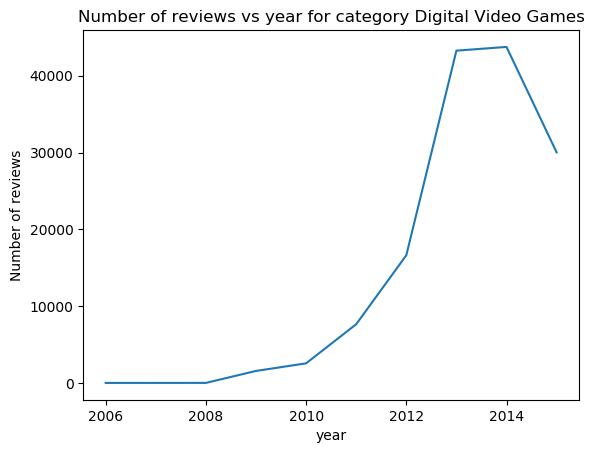 Number of reviews vs year for category Digital Video Games
Number of reviews
40000
30000
20000
10000
0
2006 2008 2010 2012 2014
year